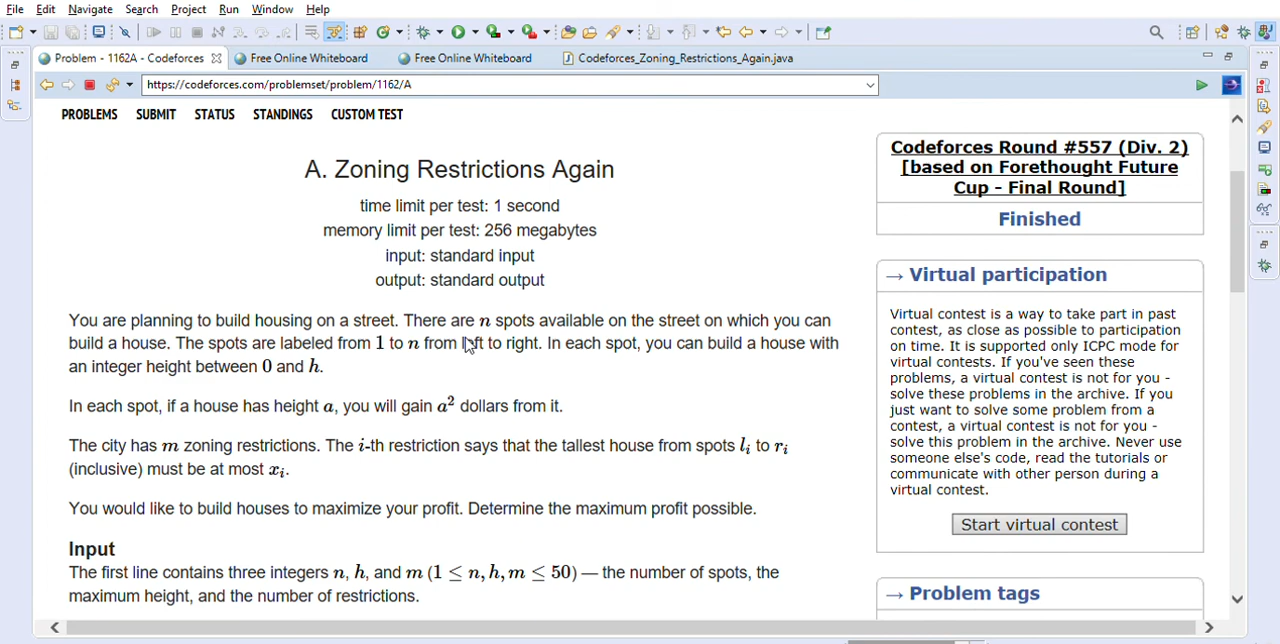 File Edit Navigate Search Project Run Window Help
Problem - 1162A - Codeforces
Free Online Whiteboard
Free Online Whiteboard
Codeforces_Zoning_Restrictions_Again.java
https://codeforces.com/problemset/problem/1162/A
PROBLEMS SUBMIT STATUS STANDINGS CUSTOM TEST
A. Zoning Restrictions Again
time limit per test: 1 second
memory limit per test: 256 megabytes
input: standard input
output: standard output
You are planning to build housing on a street. There are n spots available on the street on which you can
build a house. The spots are labeled from 1 to n from left to right. In each spot, you can build a house with
an integer height between 0 and h.
In each spot, if a house has height a, you will gain a² dollars from it.
The city has m zoning restrictions. The i-th restriction says that the tallest house from spots lᵢ to rᵢ
(inclusive) must be at most xᵢ.
You would like to build houses to maximize your profit. Determine the maximum profit possible.
Input
The first line contains three integers n, h, and m (1 ≤ n, h, m ≤ 50) — the number of spots, the
maximum height, and the number of restrictions.
Codeforces Round #557 (Div. 2)
[based on Forethought Future
Cup - Final Round]
Finished
→ Virtual participation
Virtual contest is a way to take part in past
contest, as close as possible to participation
on time. It is supported only ICPC mode for
virtual contests. If you've seen these
problems, a virtual contest is not for you -
solve these problems in the archive. If you
just want to solve some problem from a
contest, a virtual contest is not for you -
solve this problem in the archive. Never use
someone else's code, read the tutorials or
communicate with other person during a
virtual contest.
Start virtual contest
→ Problem tags